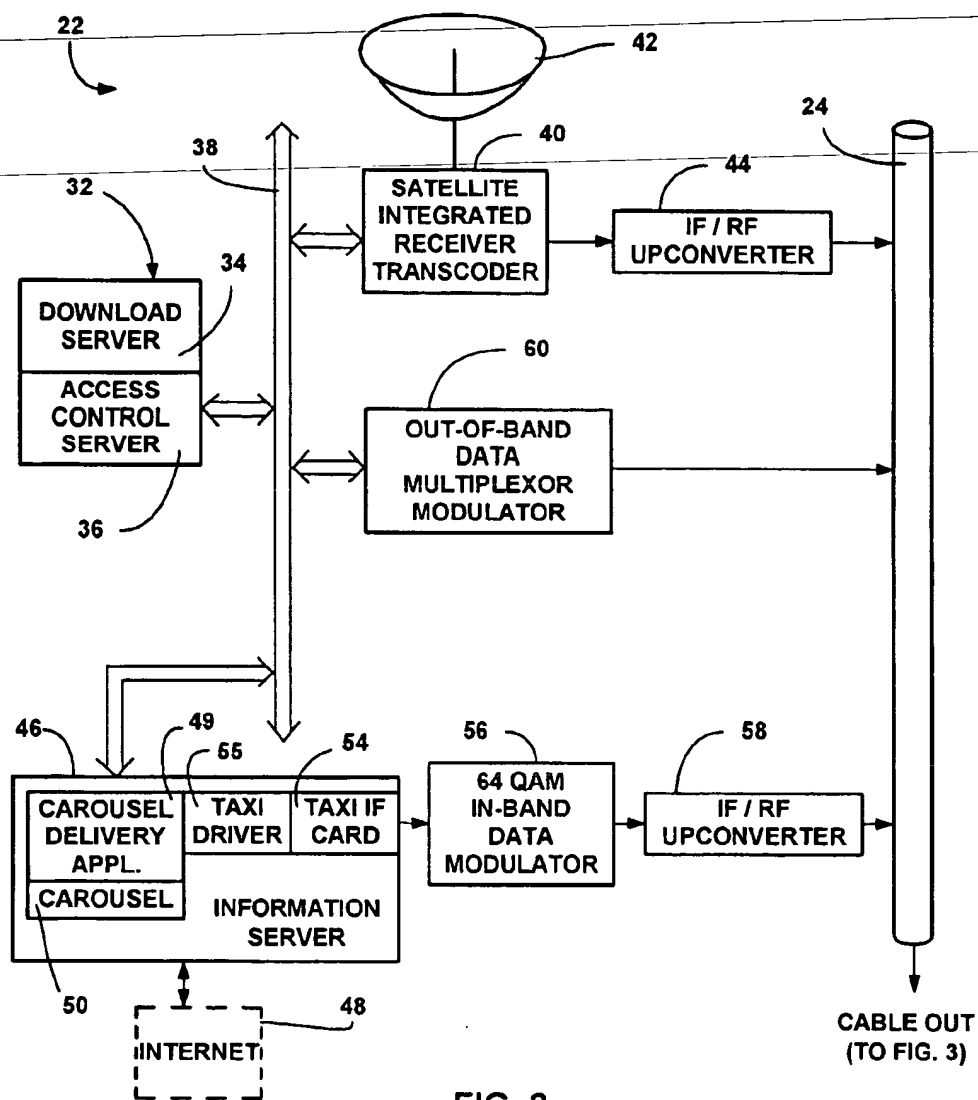 22
42
40
24
38
44
32
SATELLITE
INTEGRATED
RECEIVER
TRANSCODER
IF / RF
UPCONVERTER
34
DOWNLOAD
SERVER
60
ACCESS
CONTROL
SERVER
OUT-OF-BAND
DATA
MULTIPLEXOR
MODULATOR
36
46
49
55
54
56
58
CAROUSEL
DELIVERY
APPL.
TAXI
DRIVER
TAXI IF
CARD
64 QAM
IN-BAND
DATA
MODULATOR
IF / RF
UPCONVERTER
CAROUSEL
INFORMATION
SERVER
50
48
INTERNET
CABLE OUT
(TO FIG. 3)